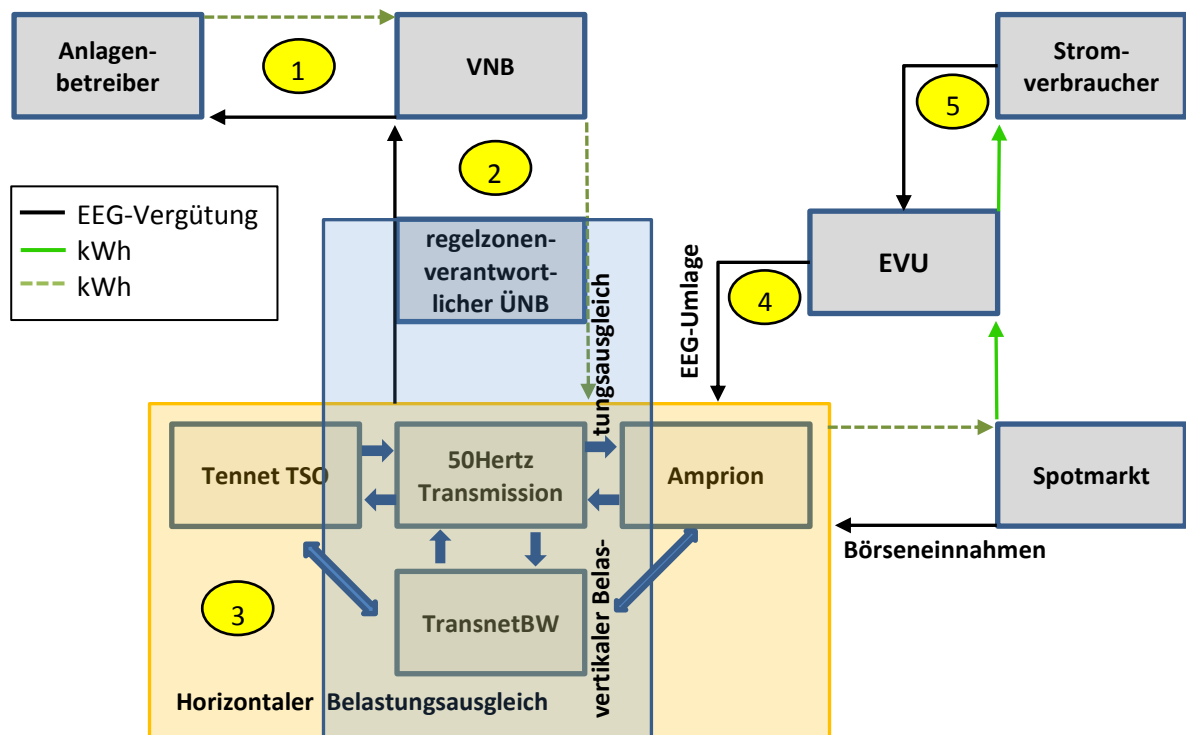 Anlagen-
betreiber
1
VNB
Strom-
verbraucher
5
2
EEG-Vergütung
kWh
kWh
regelzonen-
verantwort-
licher ÜNB
EVU
4
EEG-Umlage
vertikaler Belas-
tungsausgleich
Tennet TSO
50Hertz
Transmission
Amprion
Spotmarkt
Börseneinnahmen
3
TransnetBW
Horizontaler Belastungsausgleich